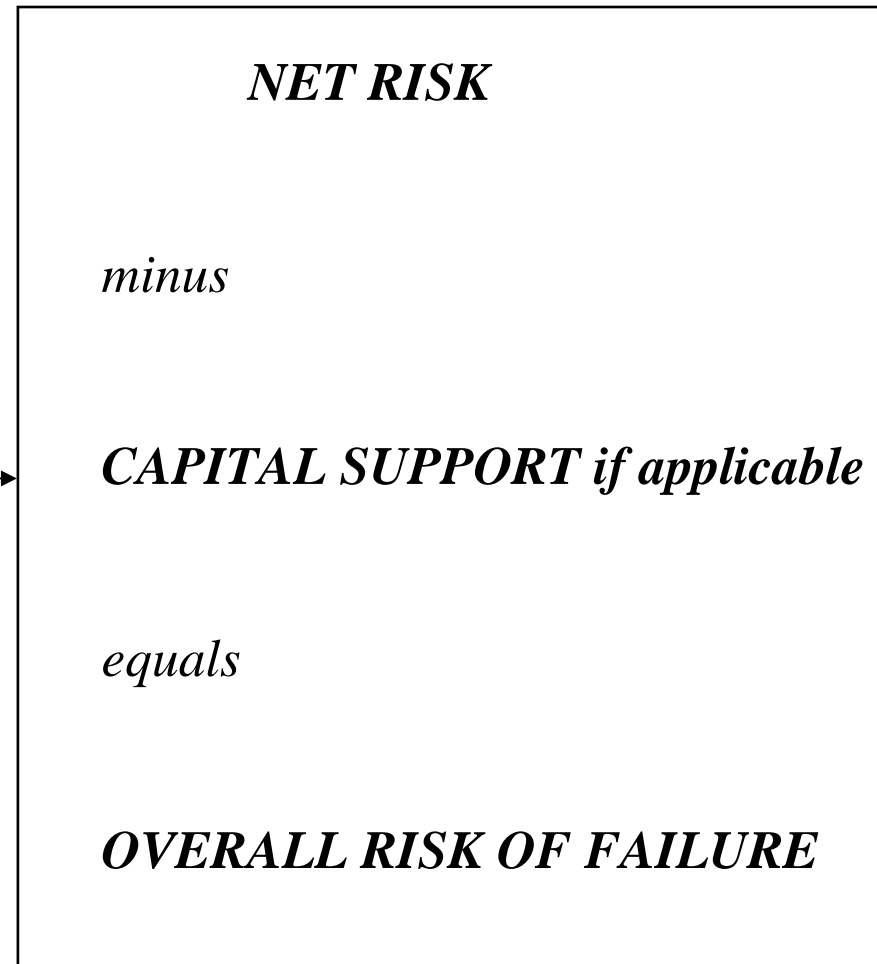 NET RISK
minus
CAPITAL SUPPORT if applicable
equals
OVERALL RISK OF FAILURE